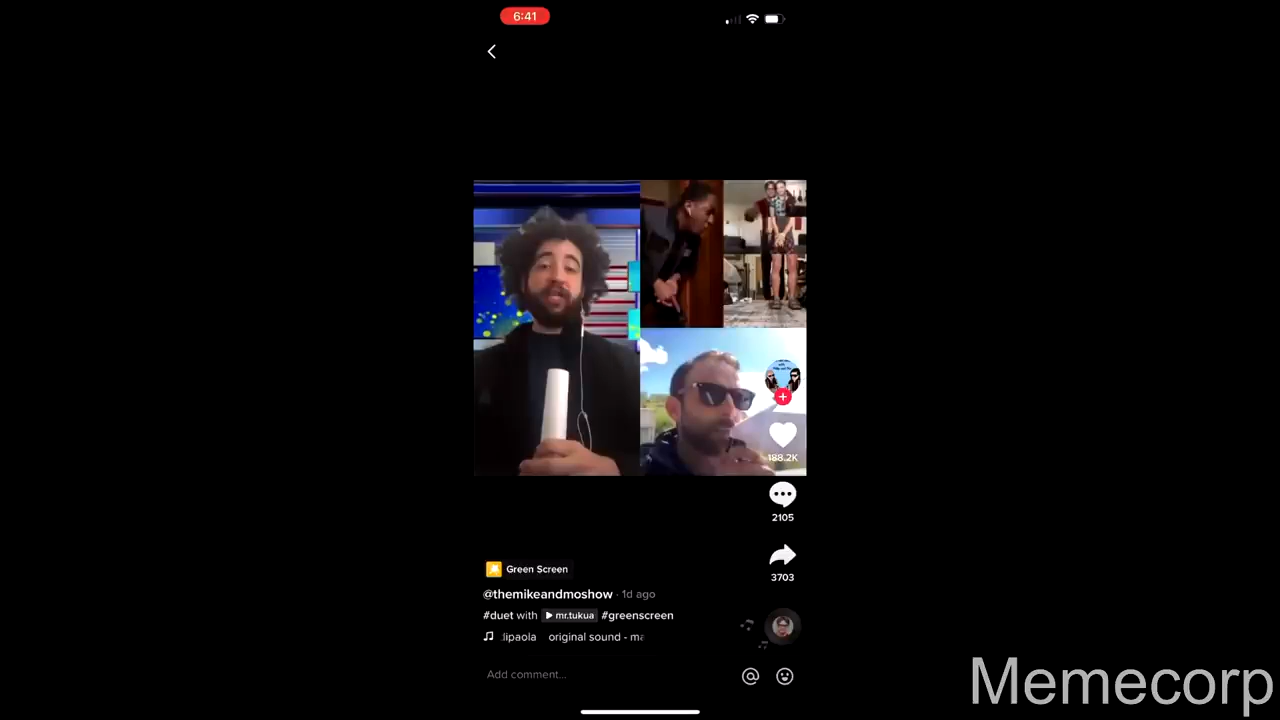 6:41
188.2K
2105
3703
Green Screen
@themikeandmoshow · 1d ago
#duet with mr.tukua #greenscreen
lipaola original sound - ma
Add comment...
Memecorp